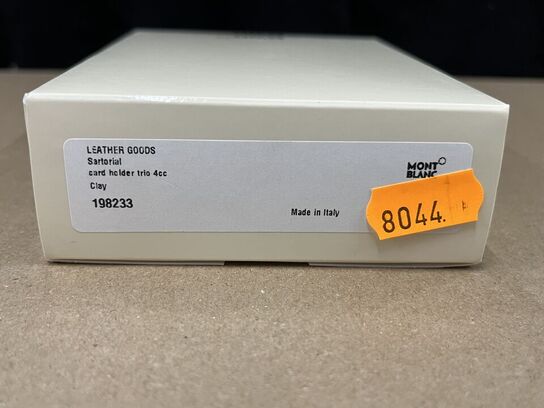 LEATHER GOODS
Sartorial
card holder trio 4cc
Clay
198233
Made in Italy
MONT
BLANC
8044.